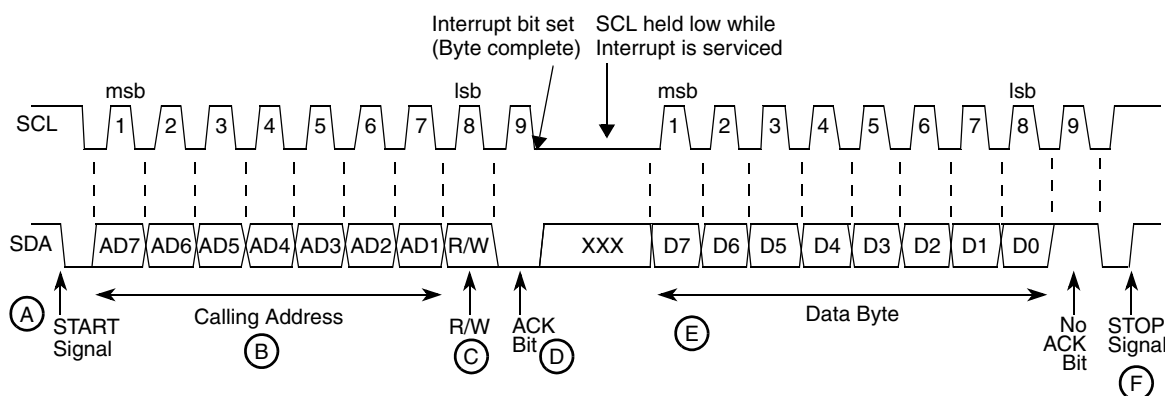 Interrupt bit set
(Byte complete)
SCL held low while
Interrupt is serviced
msb
lsb
msb
lsb
SCL
1 2 3 4 5 6 7 8 9
1 2 3 4 5 6 7 8 9
SDA
AD7 AD6 AD5 AD4 AD3 AD2 AD1 R/W
XXX
D7 D6 D5 D4 D3 D2 D1 D0
A
START
Signal
Calling Address
B
R/W
C
ACK
Bit
D
E
Data Byte
No
ACK
Bit
STOP
Signal
F